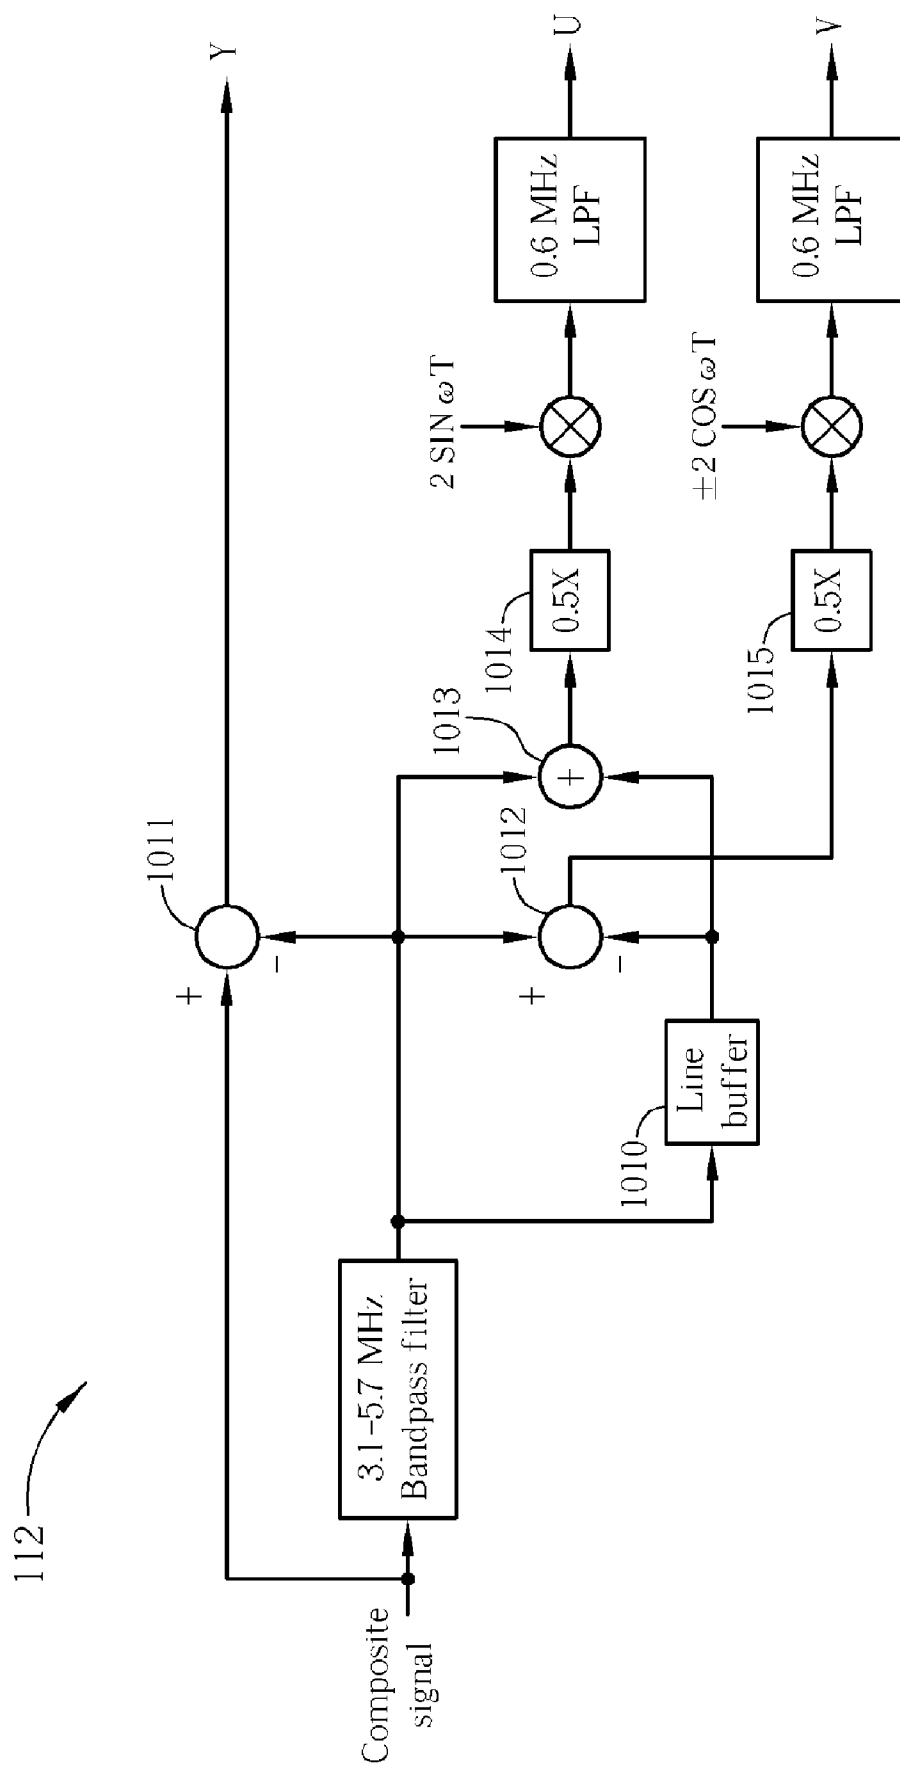 112
Composite
signal
3.1-5.7 MHz
Bandpass filter
1010
Line
buffer
+
-
1011
+
-
1012
+
1013
1014
0.5X
1015
0.5X
2 SIN ωT
±2 COS ωT
0.6 MHz
LPF
0.6 MHz
LPF
Y
U
V